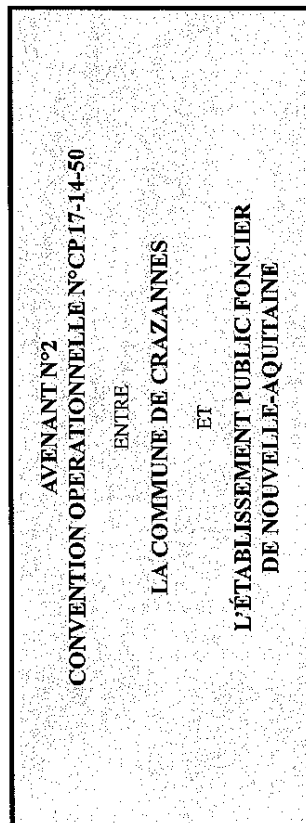 AVENANT N°2
CONVENTION OPERATIONNELLE N°CP 17-14-50
ENTRE
LA COMMUNE DE CRAZANNES
ET
L'ÉTABLISSEMENT PUBLIC FONCIER
DE NOUVELLE-AQUITAINE